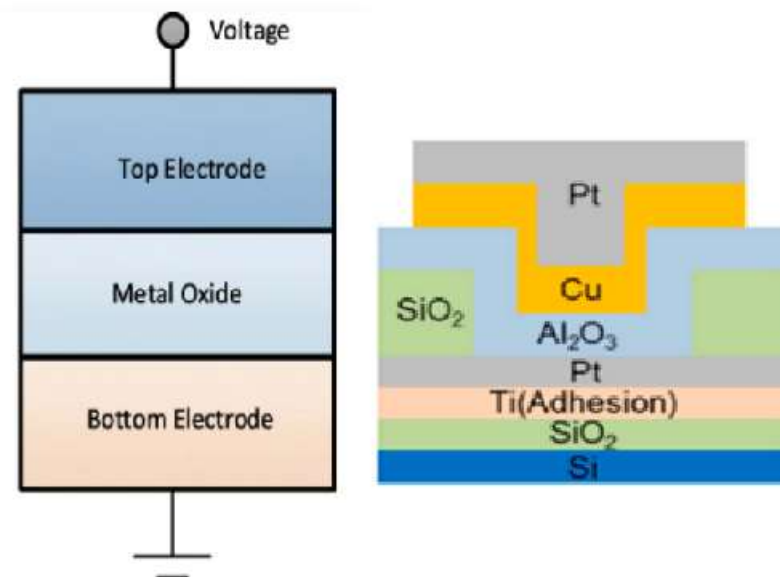 Voltage
Top Electrode
Metal Oxide
Bottom Electrode
Pt
Cu
SiO₂
Al₂O₃
Pt
Ti(Adhesion)
SiO₂
Si